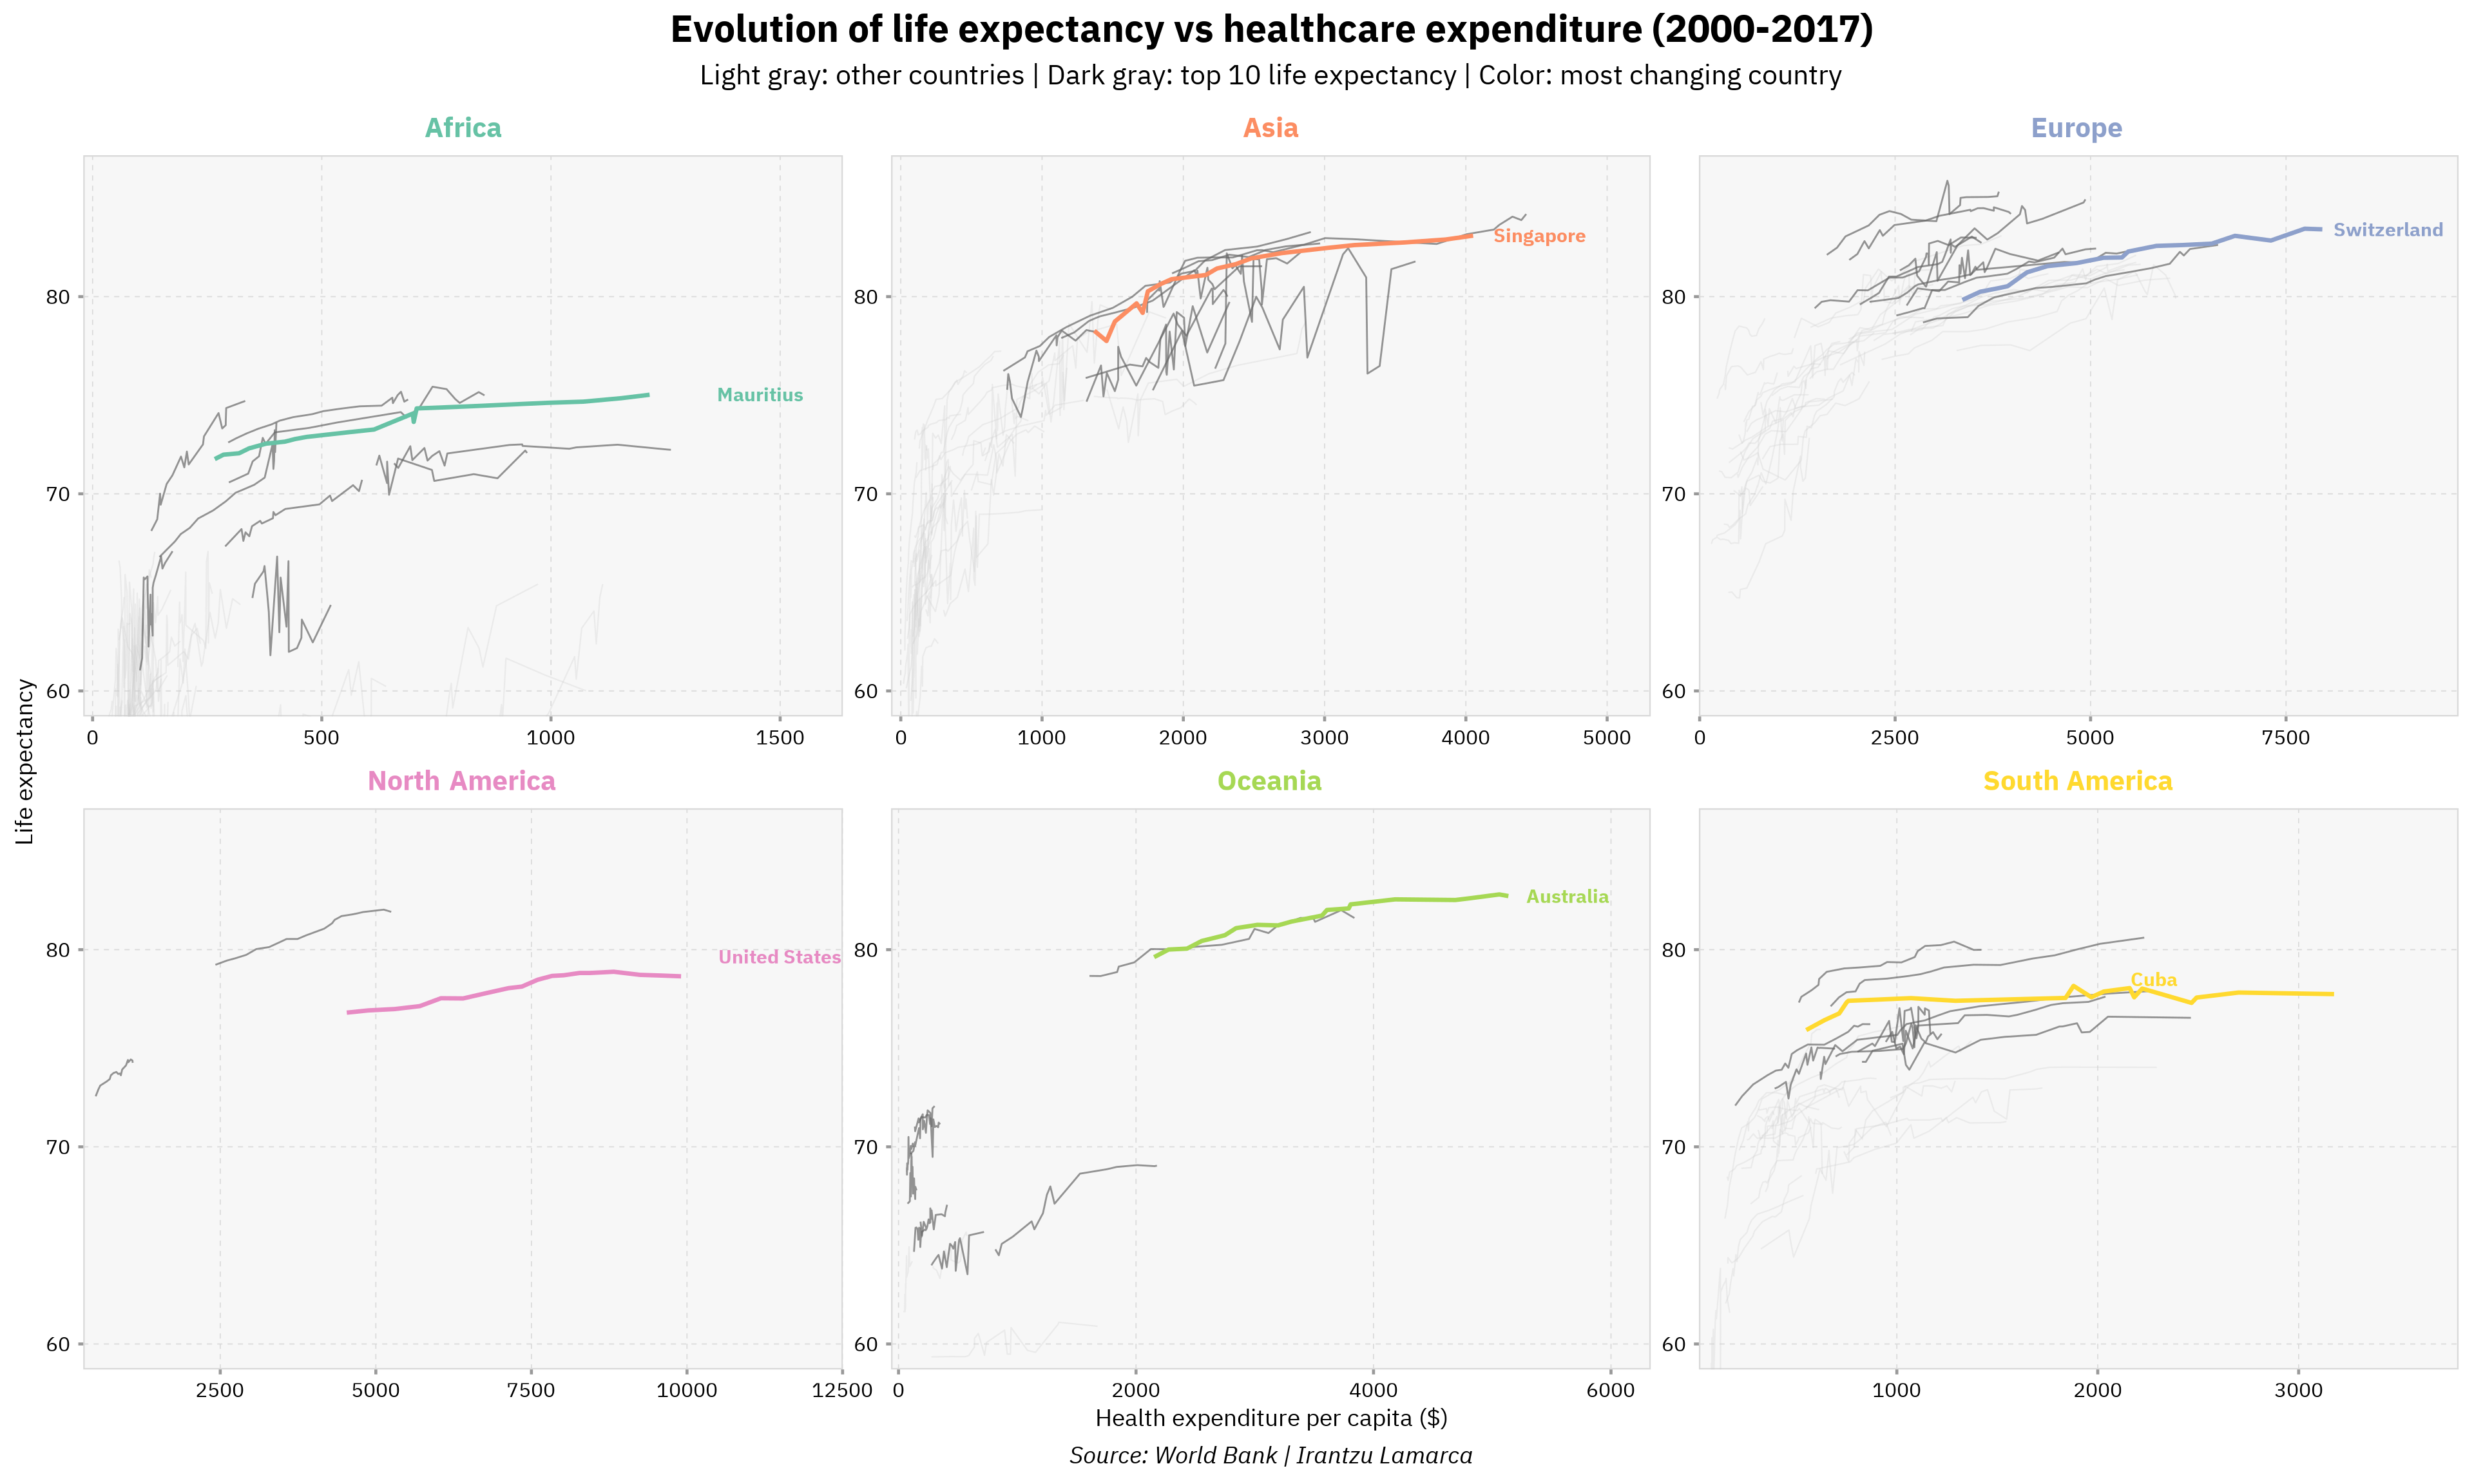 Evolution of life expectancy vs healthcare expenditure (2000-2017)
Light gray: other countries | Dark gray: top 10 life expectancy | Color: most changing country
Africa
Asia
Europe
80
70
60
Mauritius
0 500 1000 1500
80
70
60
Singapore
0 1000 2000 3000 4000 5000
80
70
60
Switzerland
0 2500 5000 7500
Life expectancy
North America
Oceania
South America
80
70
60
United States
2500 5000 7500 10000 12500
80
70
60
Australia
0 2000 4000 6000
80
70
60
Cuba
1000 2000 3000
Health expenditure per capita ($)
Source: World Bank | Irantzu Lamarca